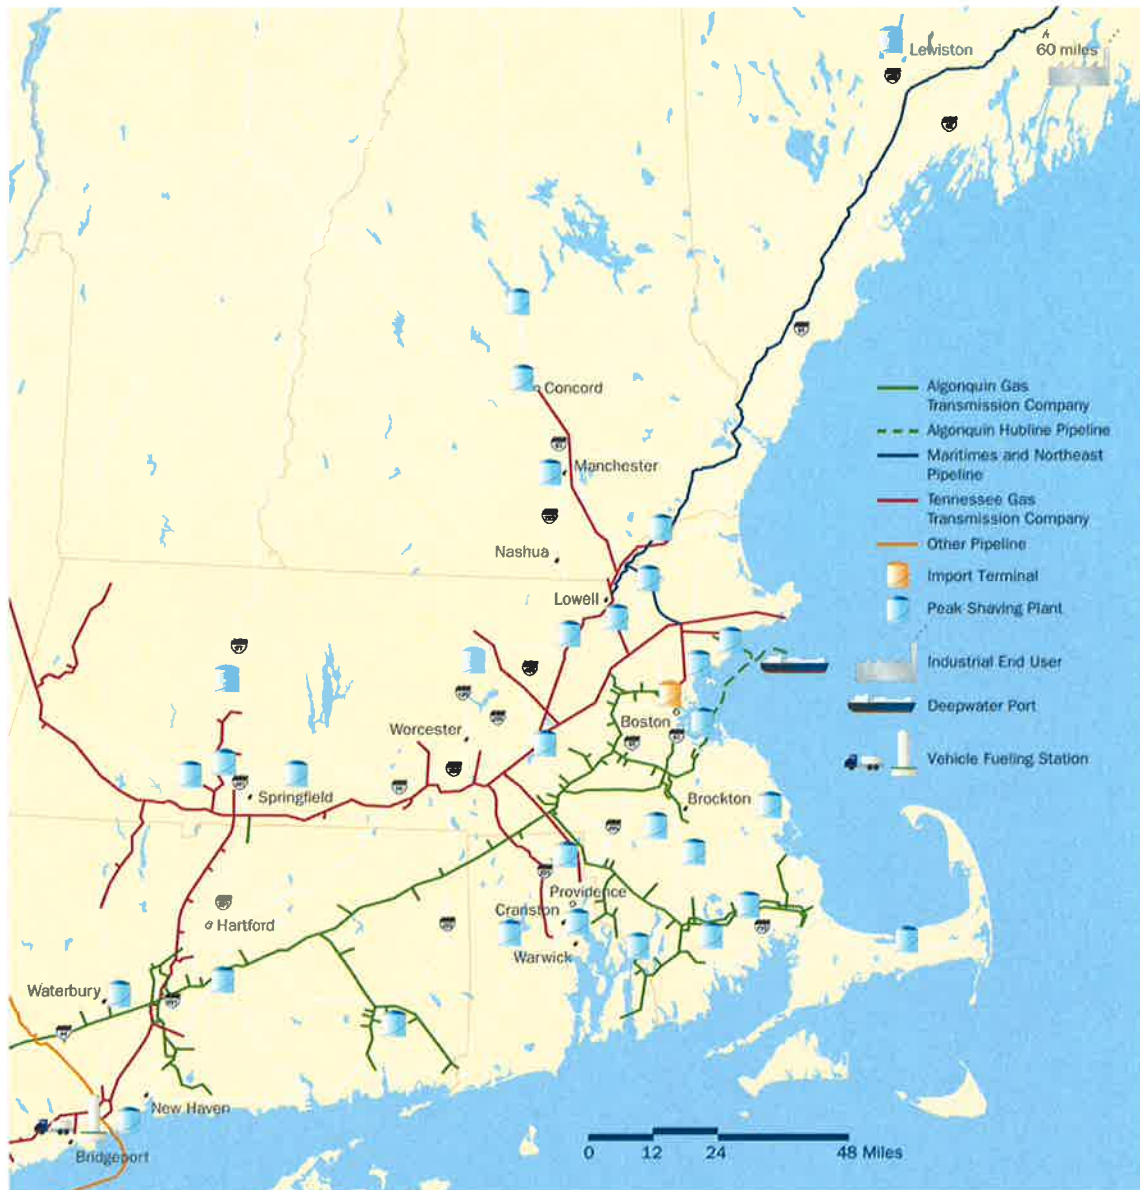 Lewiston
60 miles
Concord
Manchester
Nashua
Lowell
Worcester
Boston
Springfield
Brockton
Providence
Cranston
Warwick
Hartford
Waterbury
New Haven
Bridgeport
Algonquin Gas
Transmission Company
Algonquin Hubline Pipeline
Maritimes and Northeast
Pipeline
Tennessee Gas
Transmission Company
Other Pipeline
Import Terminal
Peak Shaving Plant
Industrial End User
Deepwater Port
Vehicle Fueling Station
0 12 24 48 Miles